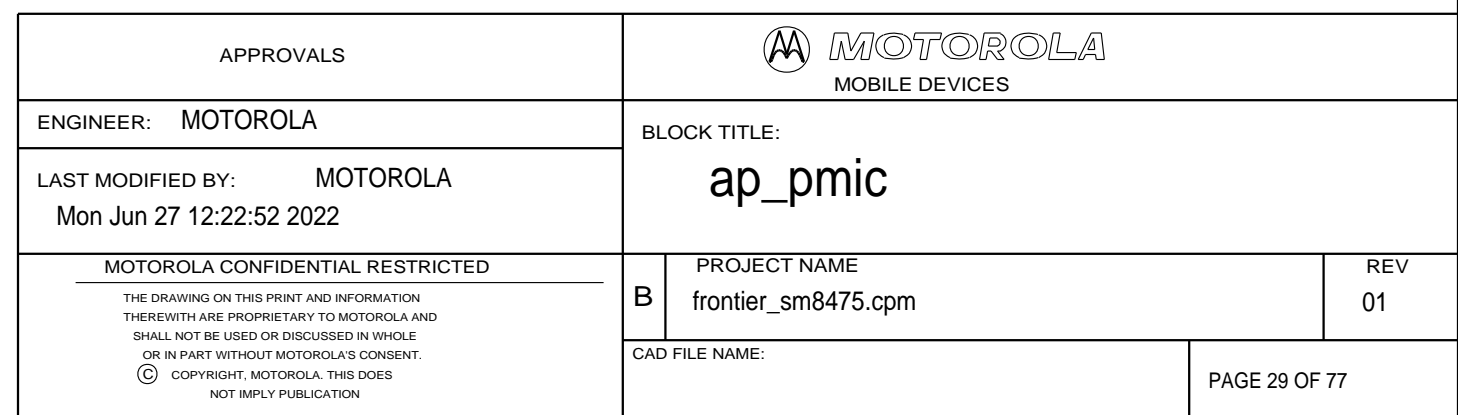 APPROVALS
MOTOROLA
MOBILE DEVICES
ENGINEER: MOTOROLA
BLOCK TITLE:
ap_pmic
LAST MODIFIED BY: MOTOROLA
Mon Jun 27 12:22:52 2022
MOTOROLA CONFIDENTIAL RESTRICTED
THE DRAWING ON THIS PRINT AND INFORMATION
THEREWITH ARE PROPRIETARY TO MOTOROLA AND
SHALL NOT BE USED OR DISCUSSED IN WHOLE
OR IN PART WITHOUT MOTOROLA'S CONSENT.
© COPYRIGHT, MOTOROLA. THIS DOES
NOT IMPLY PUBLICATION
B
PROJECT NAME
frontier_sm8475.cpm
REV
01
CAD FILE NAME:
PAGE 29 OF 77